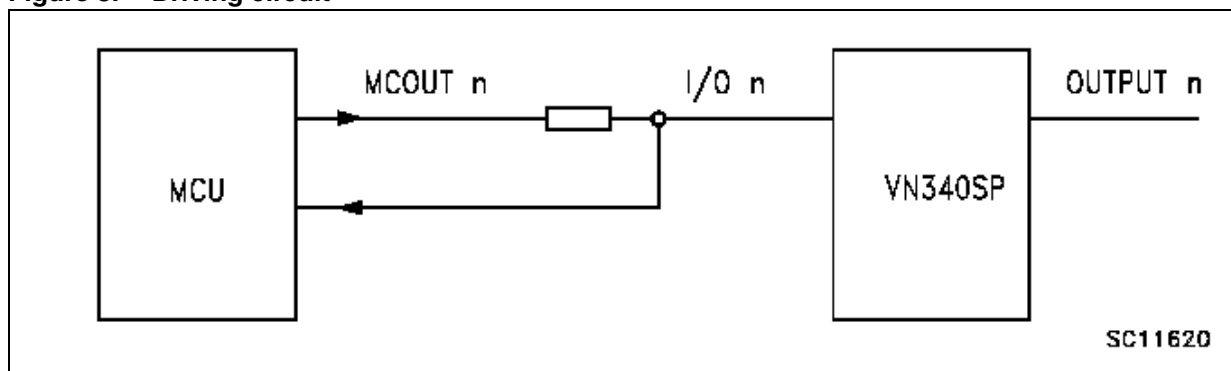 MCOUT n
I/O n
OUTPUT n
MCU
VN340SP
SC11620